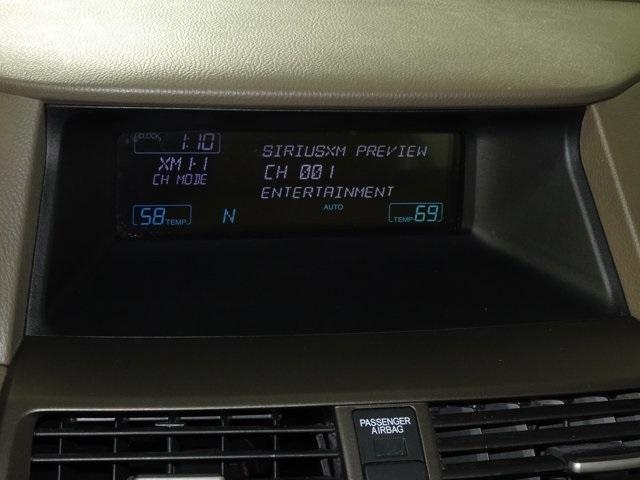 CLOCK 1:10
XM1-1
CH MODE
SIRIUSXM PREVIEW
CH 001
ENTERTAINMENT
58 TEMP N AUTO TEMP 69
PASSENGER
AIRBAG